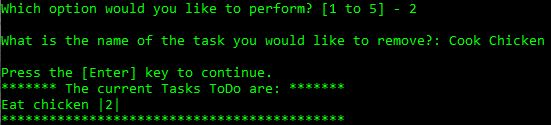 Which option would you like to perform? [1 to 5] - 2
What is the name of the task you would like to remove?: Cook Chicken
Press the [Enter] key to continue.
******* The current Tasks ToDo are: *******
Eat chicken |2|
*******************************************